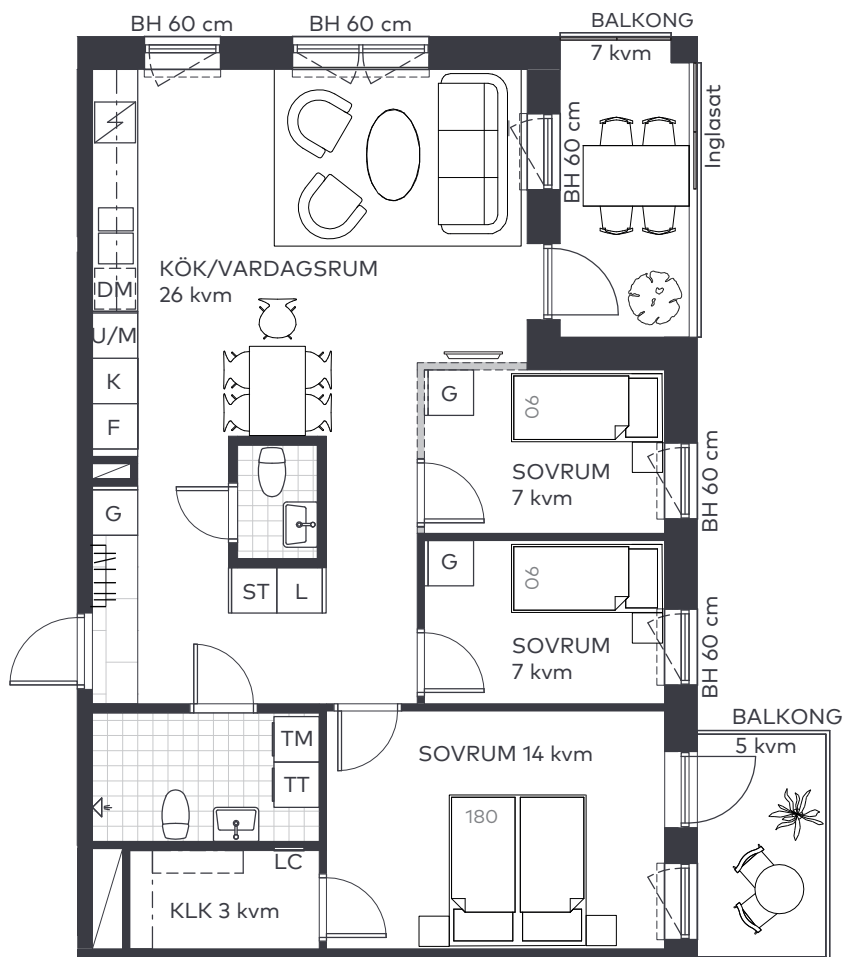 BH 60 cm
BH 60 cm
BALKONG
7 kvm
Inglasat
BH 60 cm
KÖK/VARDAGSRUM
26 kvm
DM
U/M
K
F
G
G
90
SOVRUM
7 kvm
BH 60 cm
G
90
SOVRUM
7 kvm
BH 60 cm
ST
L
BALKONG
5 kvm
TM
TT
SOVRUM 14 kvm
180
LC
KLK 3 kvm